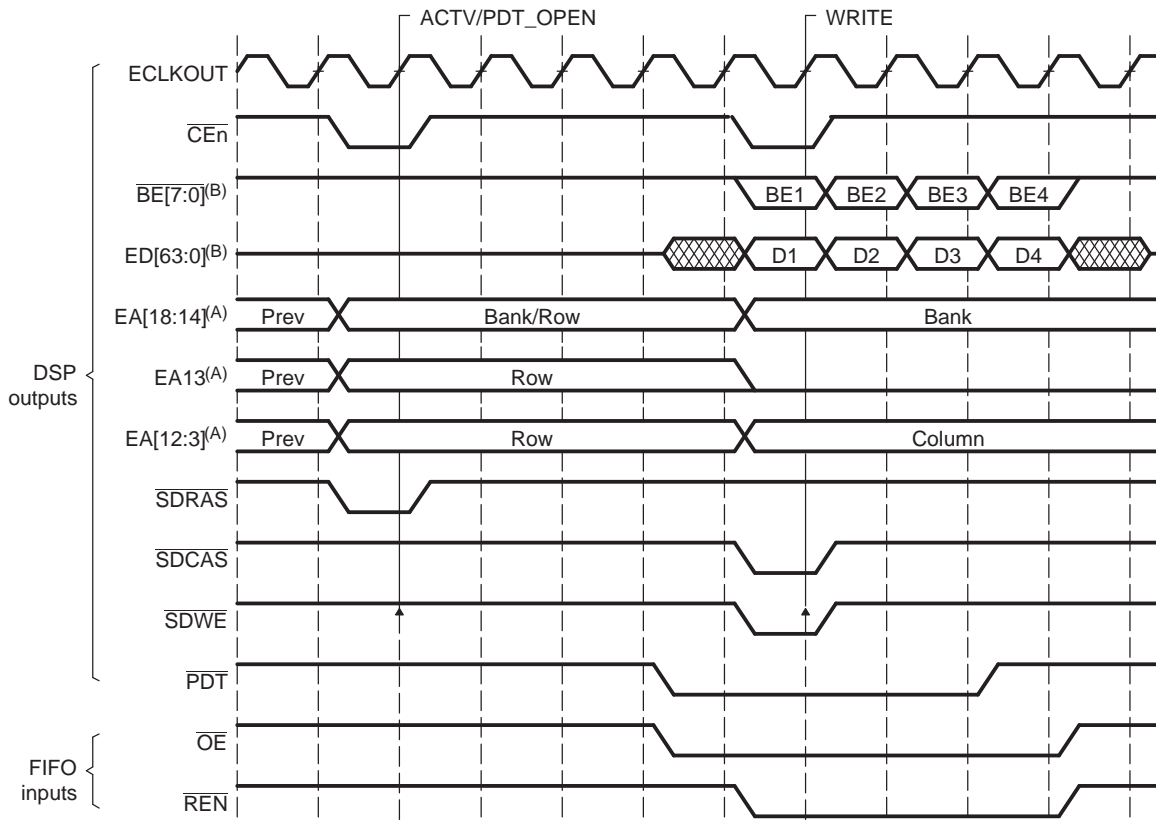 ACTV/PDT_OPEN WRITE
ECLKOUT
CEn
BE[7:0](B) BE1 BE2 BE3 BE4
ED[63:0](B) D1 D2 D3 D4
EA[18:14](A) Prev Bank/Row Bank
DSP outputs
EA13(A) Prev Row
EA[12:3](A) Prev Row Column
SDRAS
SDCAS
SDWE
PDT
FIFO inputs
OE
REN